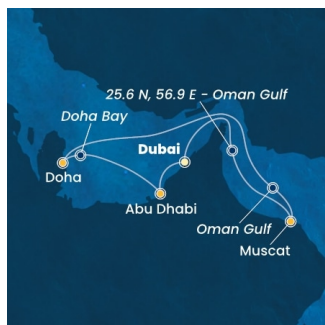 25.6 N, 56.9 E - Oman Gulf
Doha Bay
Dubai
Doha
Abu Dhabi
Oman Gulf
Muscat